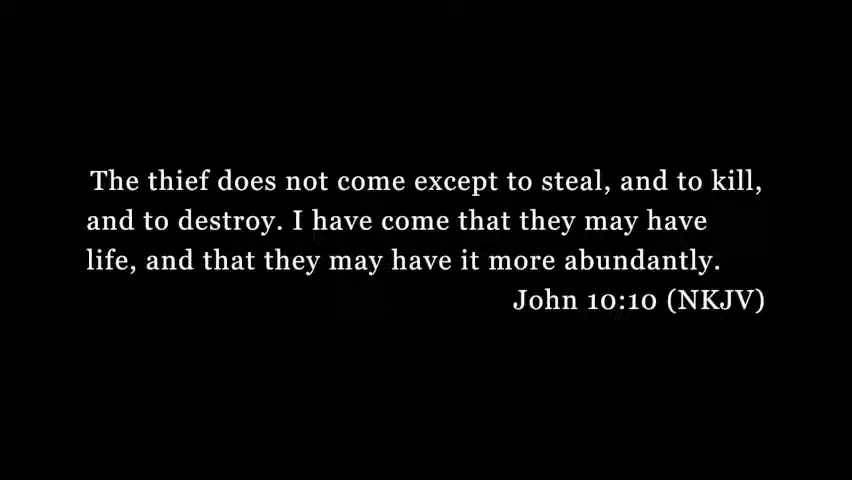 The thief does not come except to steal, and to kill,
and to destroy. I have come that they may have
life, and that they may have it more abundantly.
John 10:10 (NKJV)